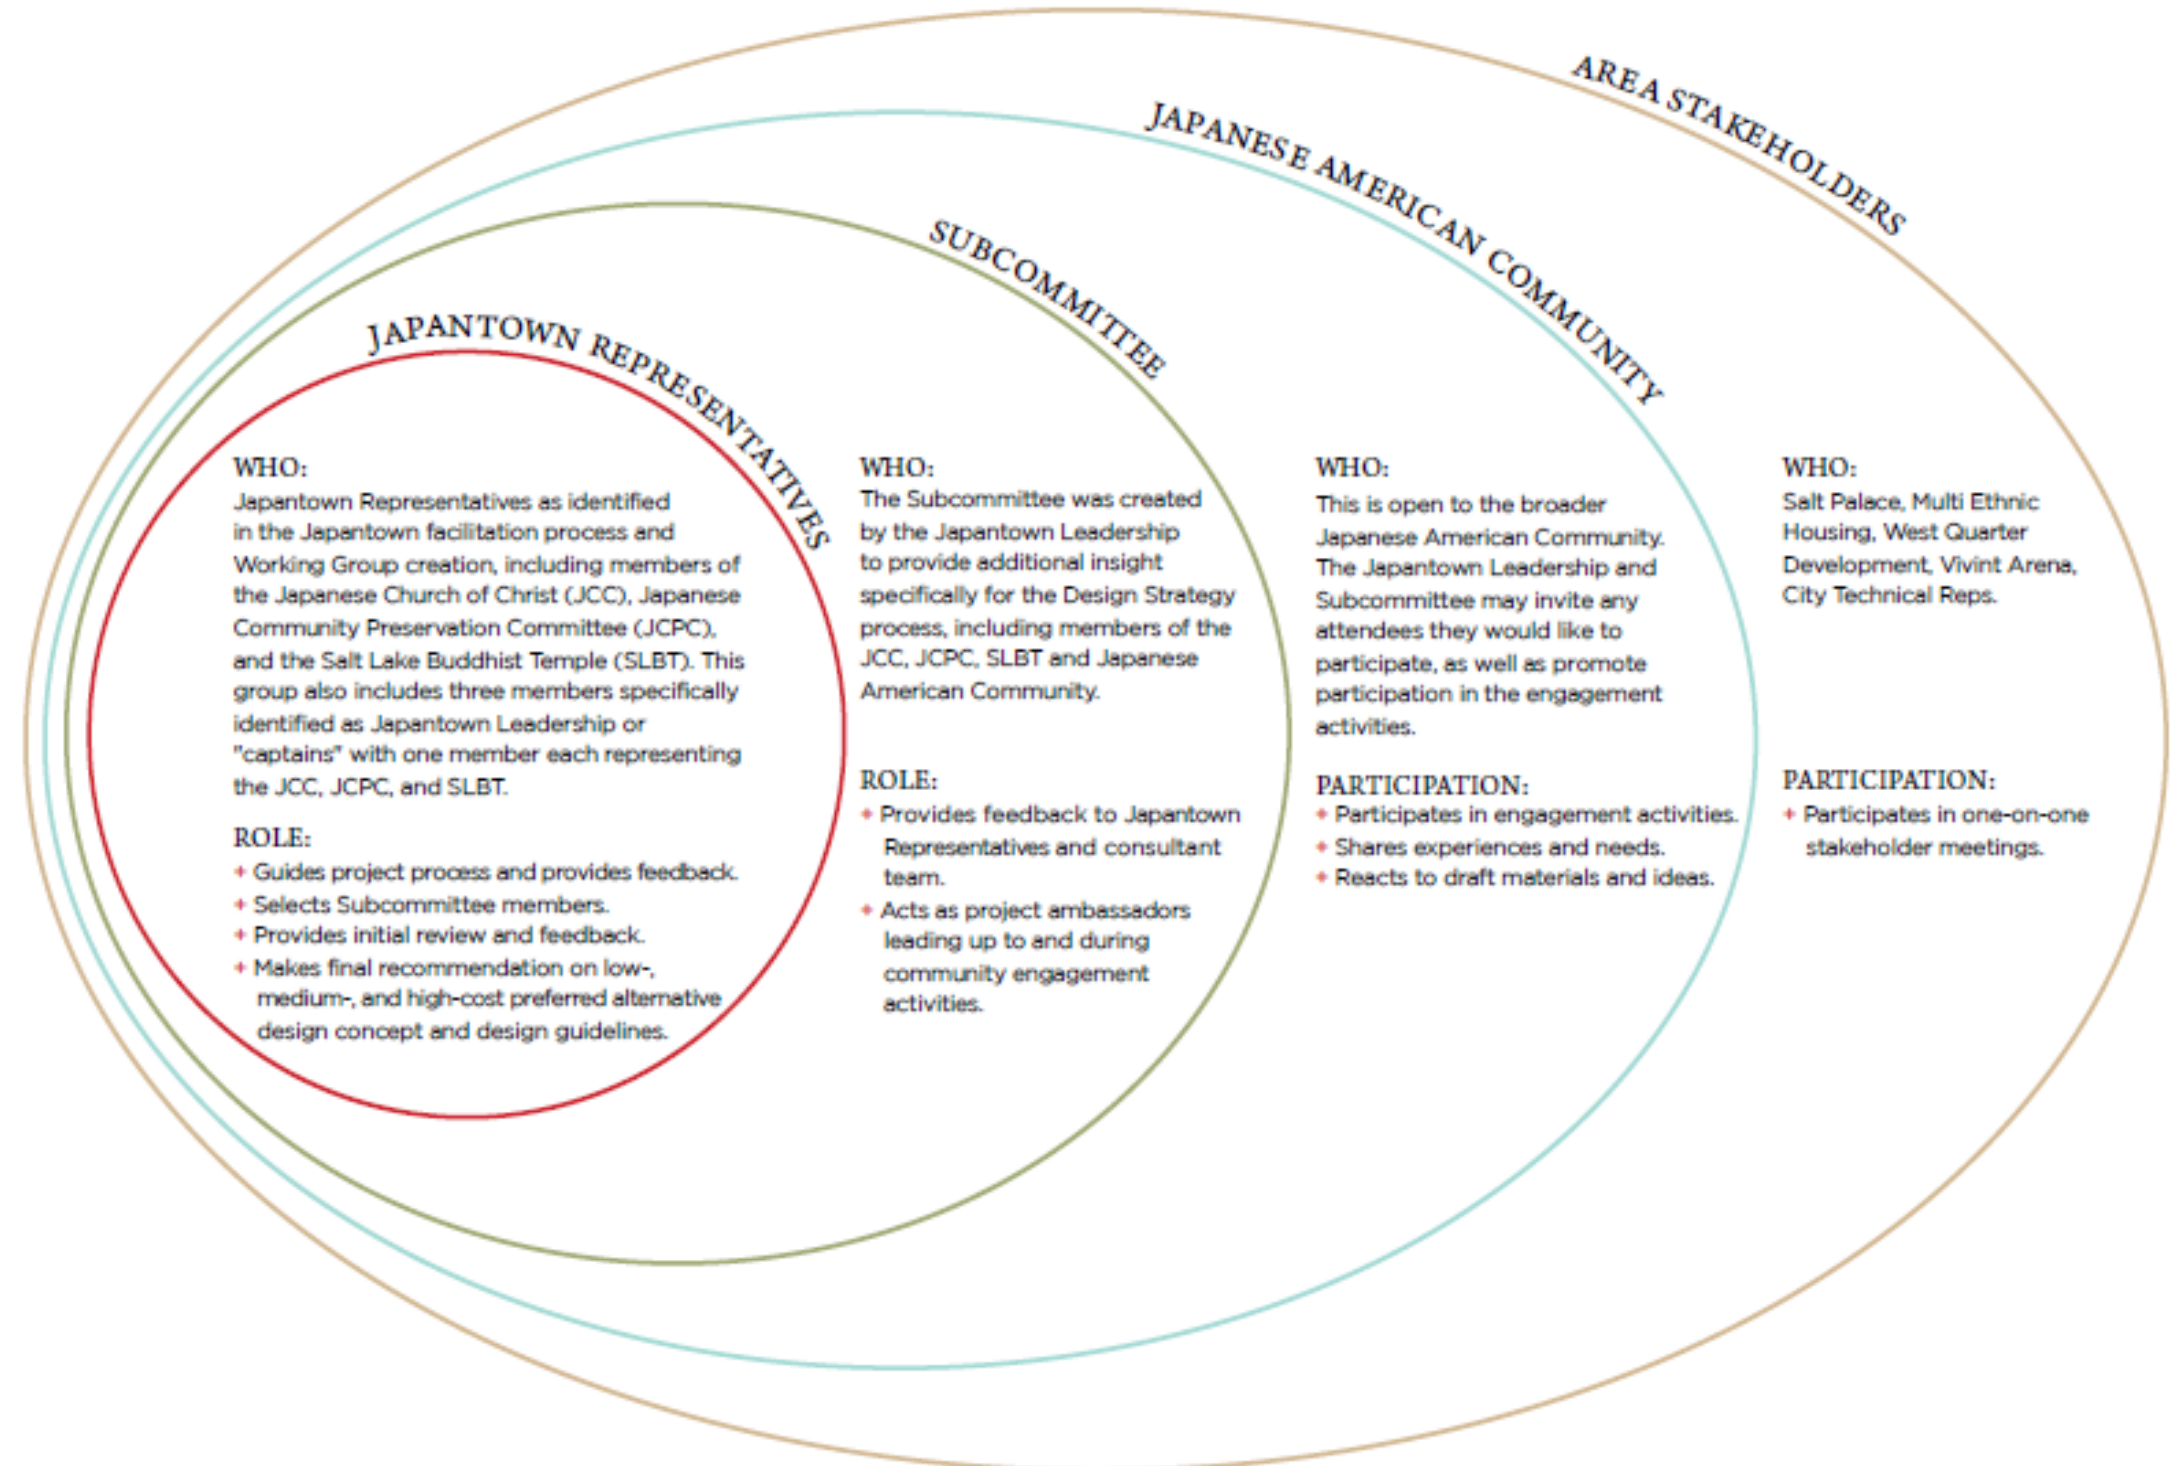 AREA STAKEHOLDERS
JAPANESE AMERICAN COMMUNITY
SUBCOMMITTEE
JAPANTOWN REPRESENTATIVES
WHO:
Japantown Representatives as identified
in the Japantown facilitation process and
Working Group creation, including members of
the Japanese Church of Christ (JCC), Japanese
Community Preservation Committee (JCPC),
and the Salt Lake Buddhist Temple (SLBT). This
group also includes three members specifically
identified as Japantown Leadership or
"captains" with one member each representing
the JCC, JCPC, and SLBT.
ROLE:
+ Guides project process and provides feedback.
+ Selects Subcommittee members.
+ Provides initial review and feedback.
+ Makes final recommendation on low-,
medium-, and high-cost preferred alternative
design concept and design guidelines.
WHO:
The Subcommittee was created
by the Japantown Leadership
to provide additional insight
specifically for the Design Strategy
process, including members of the
JCC, JCPC, SLBT and Japanese
American Community.
ROLE:
+ Provides feedback to Japantown
Representatives and consultant
team.
+ Acts as project ambassadors
leading up to and during
community engagement
activities.
WHO:
This is open to the broader
Japanese American Community.
The Japantown Leadership and
Subcommittee may invite any
attendees they would like to
participate, as well as promote
participation in the engagement
activities.
PARTICIPATION:
+ Participates in engagement activities.
+ Shares experiences and needs.
+ Reacts to draft materials and ideas.
WHO:
Salt Palace, Multi Ethnic
Housing, West Quarter
Development, Vivint Arena,
City Technical Reps.
PARTICIPATION:
+ Participates in one-on-one
stakeholder meetings.